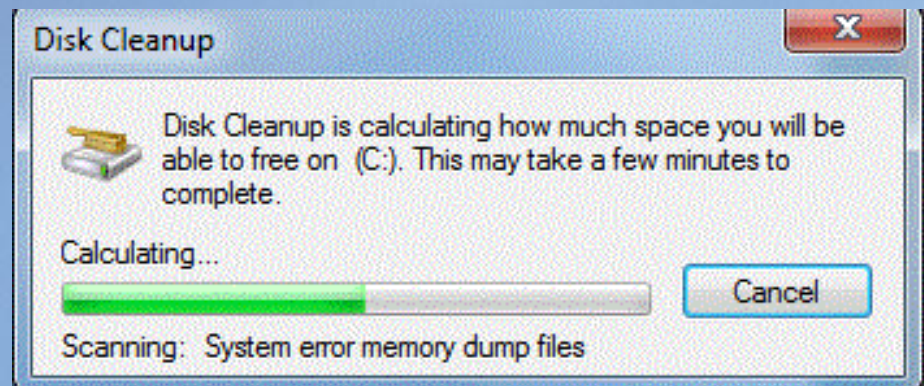 Disk Cleanup
Disk Cleanup is calculating how much space you will be
able to free on  (C:). This may take a few minutes to
complete.
Calculating...
Cancel
Scanning:   System error memory dump files